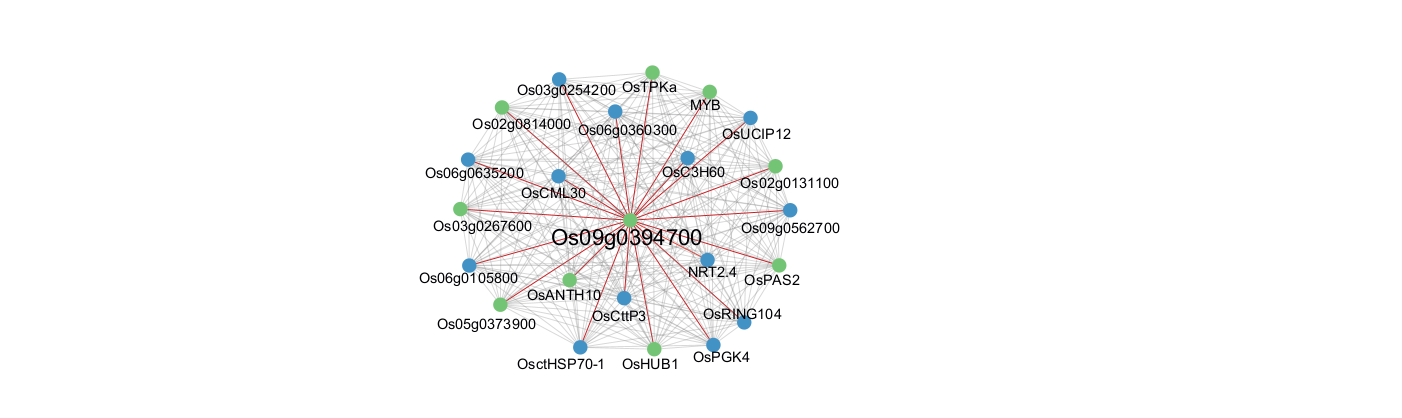 OsTPKa
Os03g0254200
MYB
Os02g0814000
Os06g0360300
OsUCIP12
Os06g0635200
OsC3H60
Os02g0131100
OsCML30
Os03g0267600
Os09g0562700
Os09g0394700
Os06g0105800
NRT2.4
OsPAS2
OsANTH10
OsCttP3
OsRING104
Os05g0373900
OsctHSP70-1
OsHUB1
OsPGK4